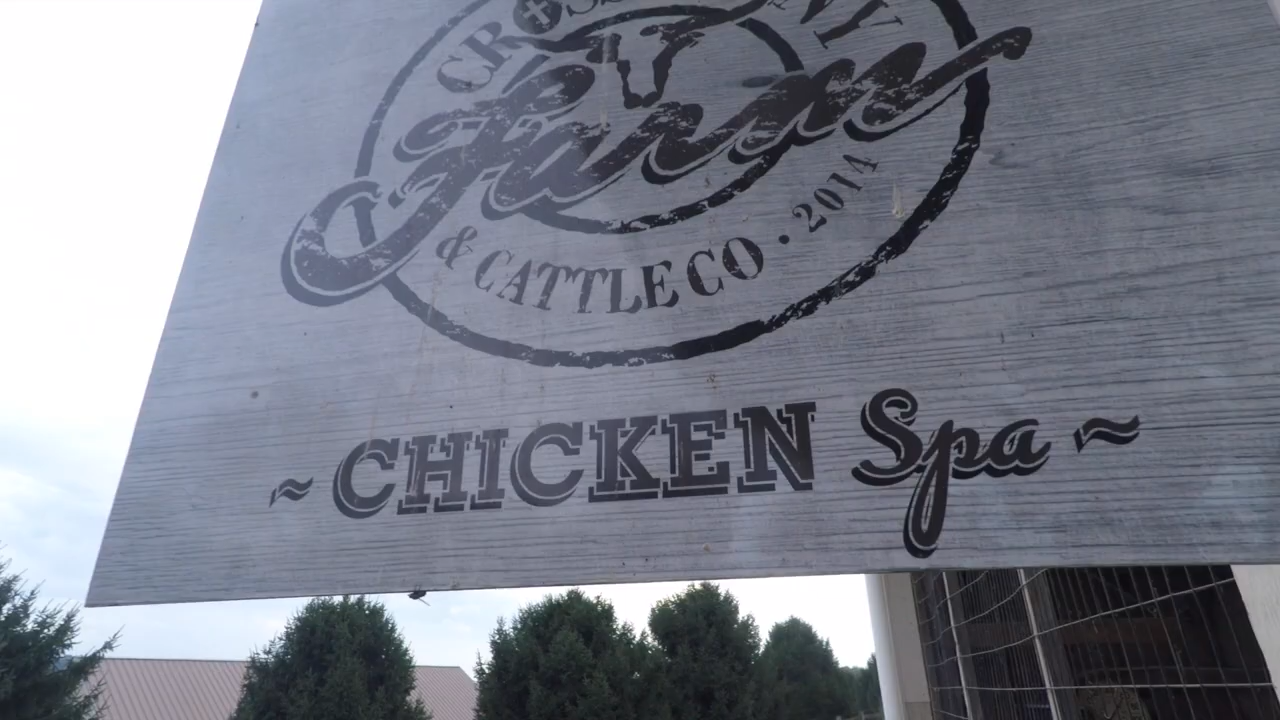 Farm
& CATTLE CO. • 2014
~ CHICKEN Spa ~